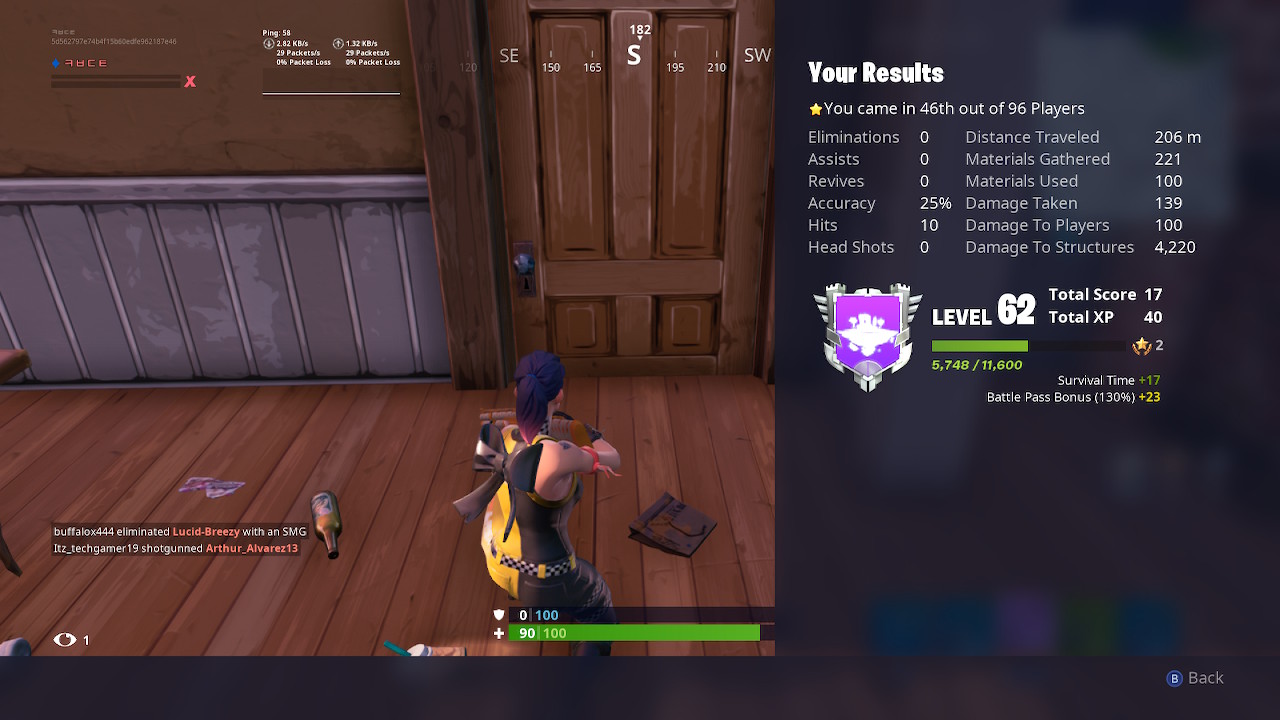 5d562797e74b4f15b60edfe962187e46
Ping: 58
2.82 KB/s 1.32 KB/s
29 Packets/s 29 Packets/s
0% Packet Loss 0% Packet Loss
X
182
120 SE 150 165 S 195 210 SW
Your Results
You came in 46th out of 96 Players
Eliminations 0 Distance Traveled 206 m
Assists 0 Materials Gathered 221
Revives 0 Materials Used 100
Accuracy 25% Damage Taken 139
Hits 10 Damage To Players 100
Head Shots 0 Damage To Structures 4,220
LEVEL 62
Total Score 17
Total XP 40
2
5,748 / 11,600
Survival Time +17
Battle Pass Bonus (130%) +23
buffalox444 eliminated Lucid-Breezy with an SMG
Itz_techgamer19 shotgunned Arthur_Alvarez13
1
0 | 100
90 | 100
B Back